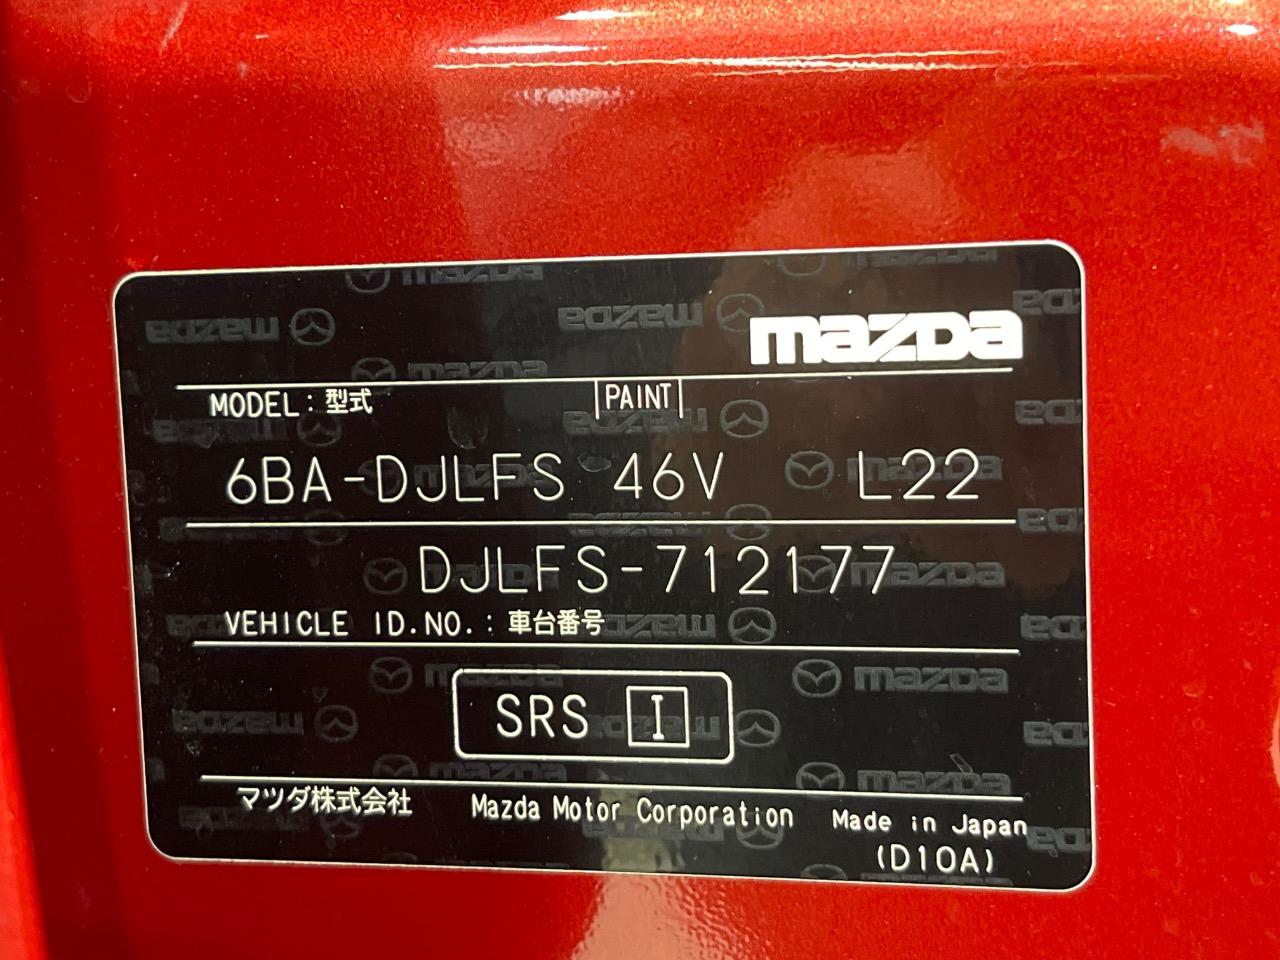 mazda
MODEL：型式 PAINT
6BA-DJLFS 46V L22
DJLFS-712177
VEHICLE ID.NO.：車台番号
SRS I
マツダ株式会社 Mazda Motor Corporation Made in Japan
(D10A)